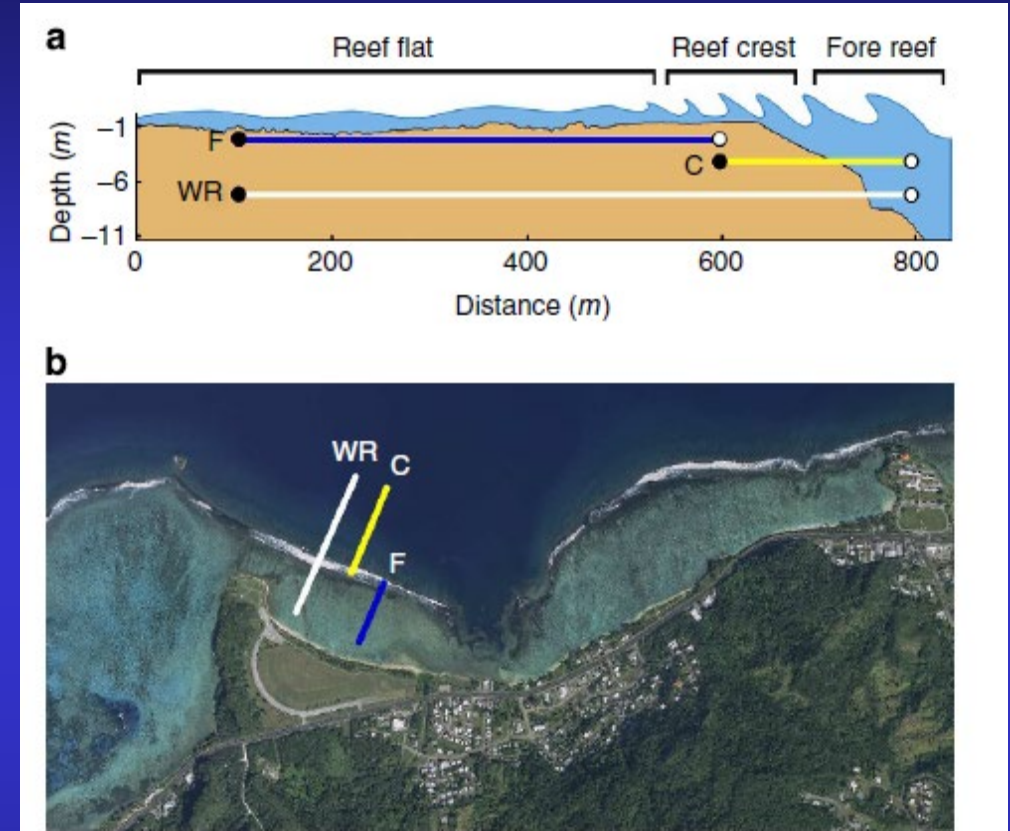 a
Reef flat Reef crest Fore reef
−1
F
C
−6
WR
−11
Depth (m)
0 200 400 600 800
Distance (m)
b
WR
C
F